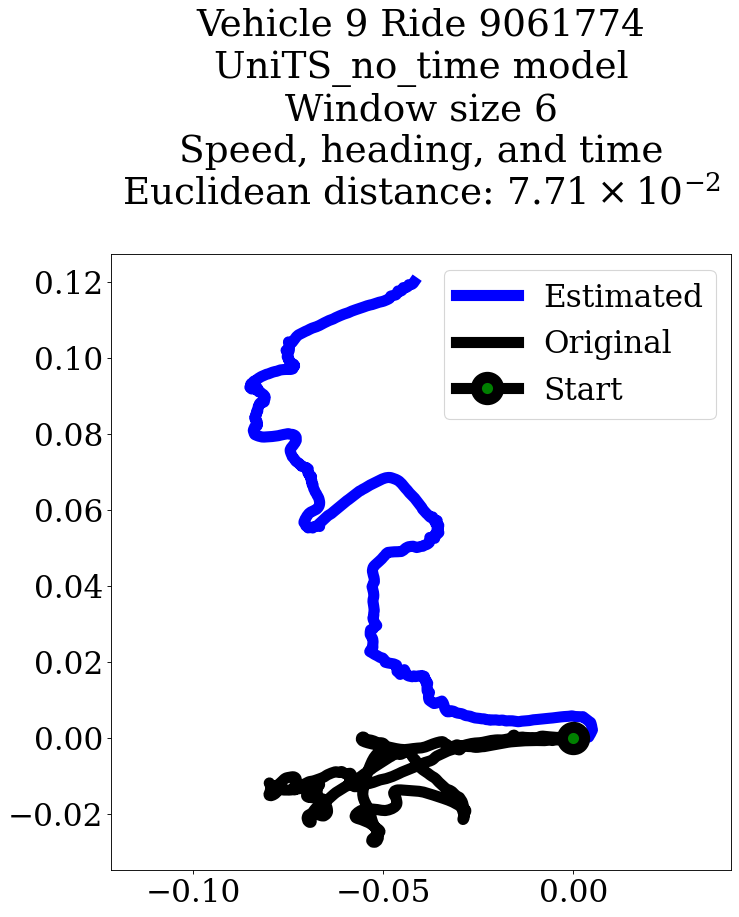 Vehicle 9 Ride 9061774
UniTS_no_time model
Window size 6
Speed, heading, and time
Euclidean distance: 7.71 × 10⁻²
Estimated
Original
Start
0.12
0.10
0.08
0.06
0.04
0.02
0.00
−0.02
−0.10 −0.05 0.00